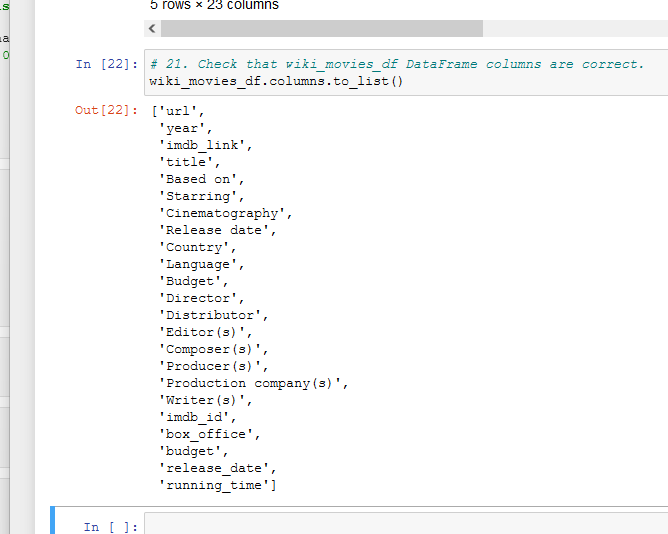 s
a
0
5 rows × 23 columns
In [22]: # 21. Check that wiki_movies_df DataFrame columns are correct.
wiki_movies_df.columns.to_list()
Out[22]: ['url',
'year',
'imdb_link',
'title',
'Based on',
'Starring',
'Cinematography',
'Release date',
'Country',
'Language',
'Budget',
'Director',
'Distributor',
'Editor(s)',
'Composer(s)',
'Producer(s)',
'Production company(s)',
'Writer(s)',
'imdb_id',
'box_office',
'budget',
'release_date',
'running_time']
In [ ]: